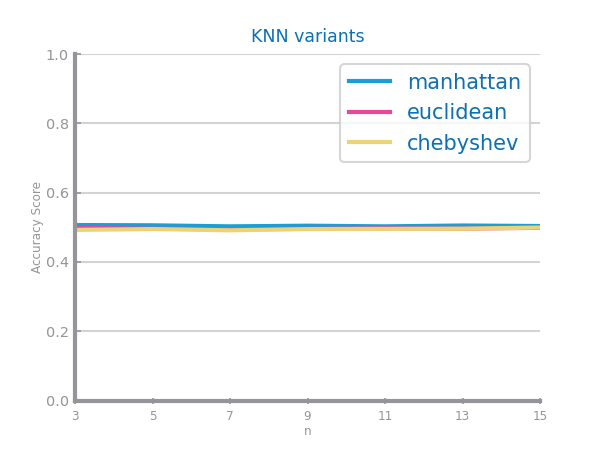 KNN variants
1.0
0.8
0.6
0.4
0.2
0.0
Accuracy Score
manhattan
euclidean
chebyshev
3 5 7 9 11 13 15
n